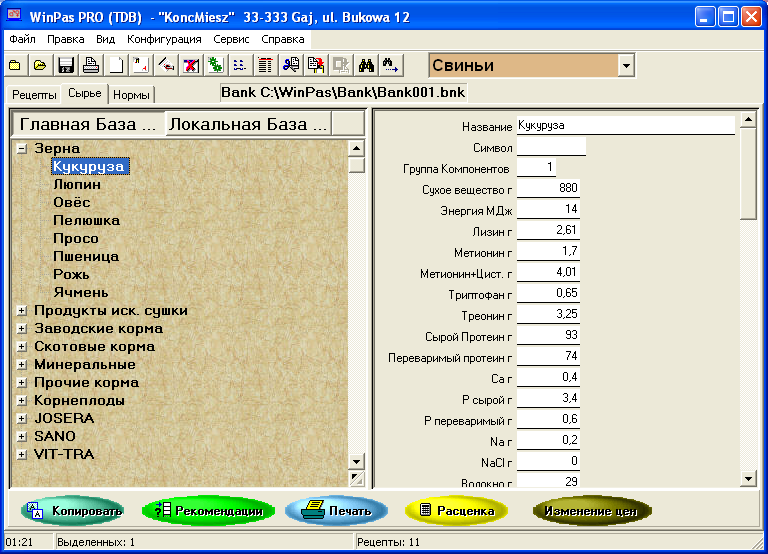 WinPas PRO (TDB) - "KoncMiesz" 33-333 Gaj, ul. Bukowa 12
Файл Правка Вид Конфигурация Сервис Справка
Свиньи
Рецепты Сырье Нормы Bank C:\WinPas\Bank\Bank001.bnk
Главная База ... Локальная База ...
Зерна
Кукуруза
Люпин
Овёс
Пелюшка
Просо
Пшеница
Рожь
Ячмень
Продукты иск. сушки
Заводские корма
Скотовые корма
Минеральные
Прочие корма
Корнеплоды
JOSERA
SANO
VIT-TRA
Название Кукуруза
Символ
Группа Компонентов 1
Сухое вещество г 880
Энергия МДж 14
Лизин г 2,61
Метионин г 1,7
Метионин+Цист. г 4,01
Триптофан г 0,65
Треонин г 3,25
Сырой Протеин г 93
Переваримый протеин г 74
Ca г 0,4
P сырой г 3,4
P переваримый г 0,6
Na г 0,2
NaCl г 0
Волокно г 29
Копировать Рекомендации Печать Расценка Изменение цен
01:21 Выделенных: 1 Рецепты: 11